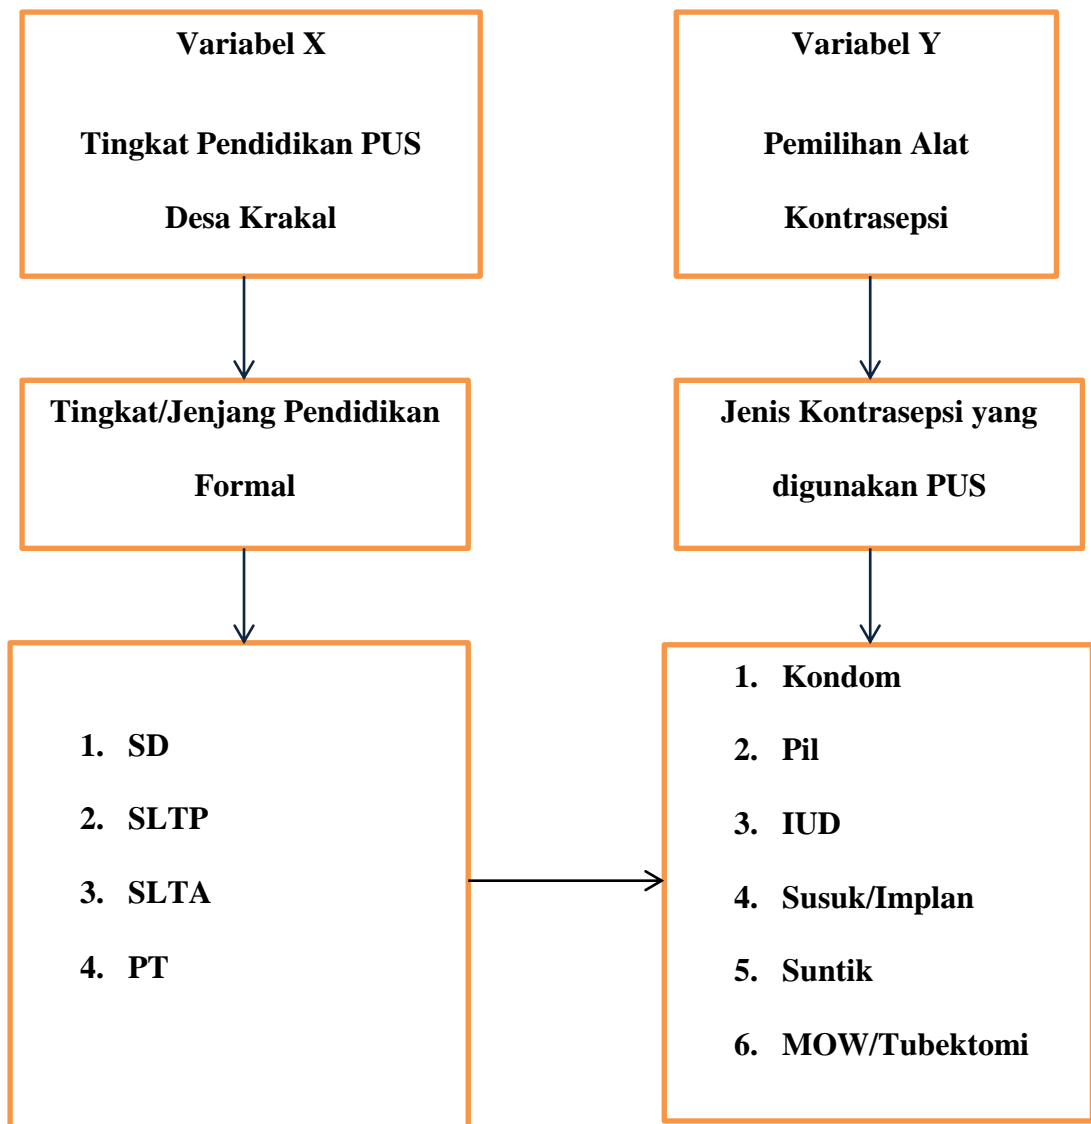 Variabel X
Tingkat Pendidikan PUS
Desa Krakal
Variabel Y
Pemilihan Alat
Kontrasepsi
Tingkat/Jenjang Pendidikan
Formal
Jenis Kontrasepsi yang
digunakan PUS
1. SD
2. SLTP
3. SLTA
4. PT
1. Kondom
2. Pil
3. IUD
4. Susuk/Implan
5. Suntik
6. MOW/Tubektomi